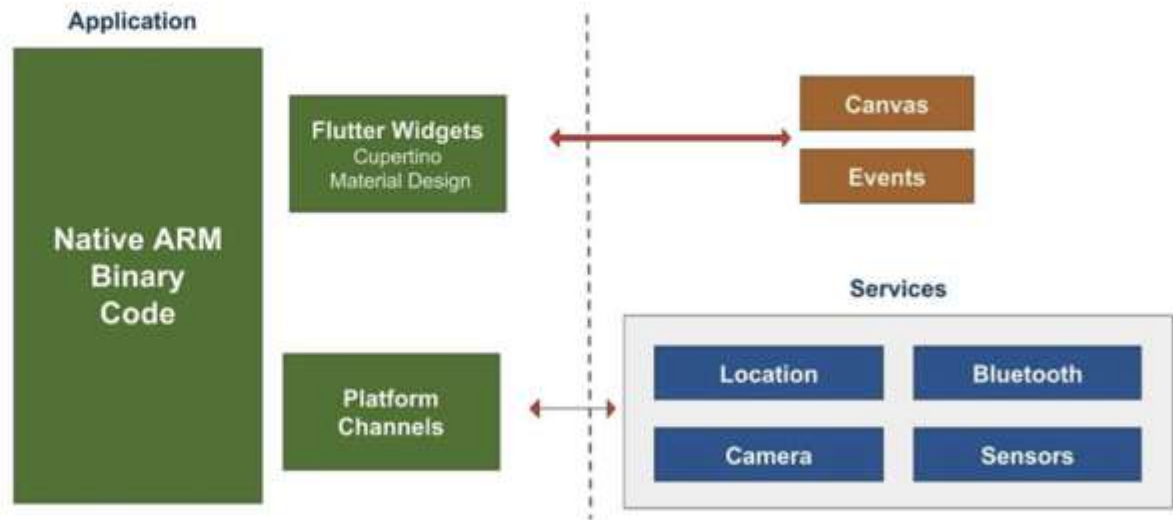 Application
Native ARM
Binary
Code
Flutter Widgets
Cupertino
Material Design
Platform
Channels
Canvas
Events
Services
Location
Bluetooth
Camera
Sensors